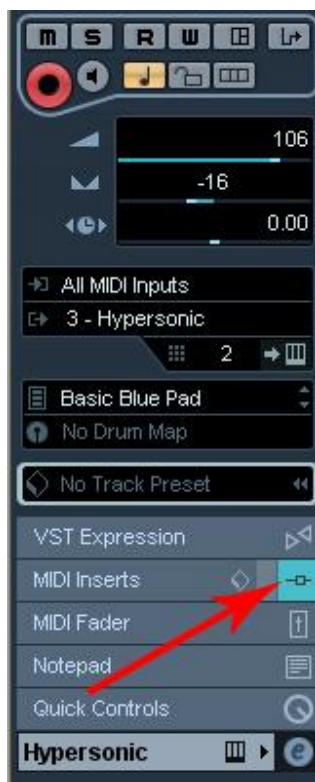 M S R W
106
-16
0.00
All MIDI Inputs
3 - Hypersonic
2
Basic Blue Pad
No Drum Map
No Track Preset
VST Expression
MIDI Inserts
MIDI Fader
Notepad
Quick Controls
Hypersonic e